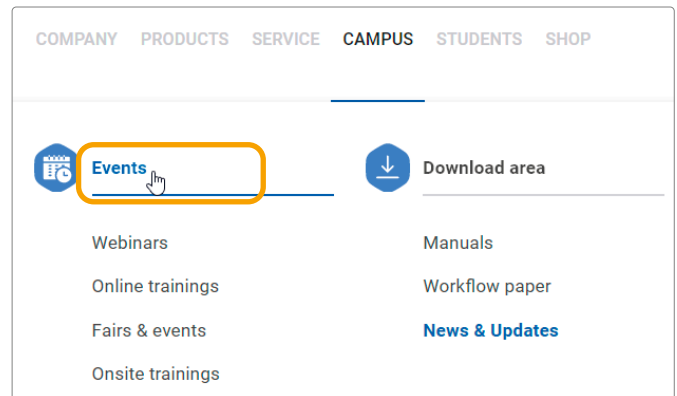 COMPANY PRODUCTS SERVICE CAMPUS STUDENTS SHOP
Events
Webinars
Online trainings
Fairs & events
Onsite trainings
Download area
Manuals
Workflow paper
News & Updates